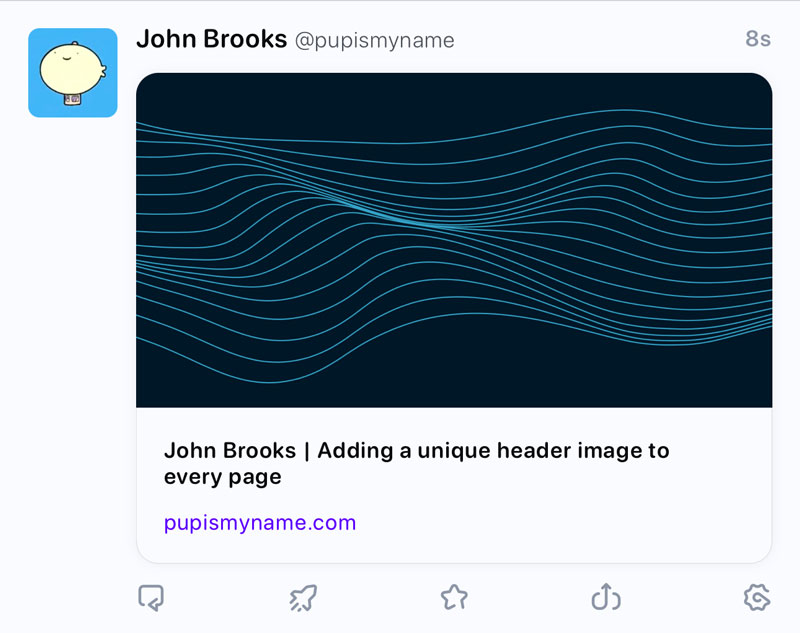 John Brooks @pupismyname 8s
John Brooks | Adding a unique header image to
every page
pupismyname.com